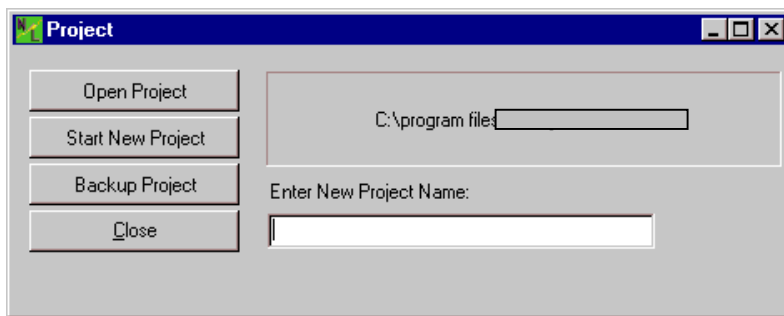 Project
Open Project
Start New Project
Backup Project
Close
C:\program files
Enter New Project Name: